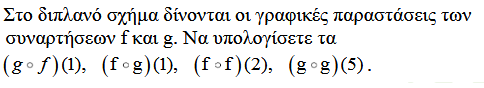 Στο διπλανό σχήμα δίνονται οι γραφικές παραστάσεις των
συναρτήσεων f και g. Να υπολογίσετε τα
(g∘f)(1), (f∘g)(1), (f∘f)(2), (g∘g)(5).